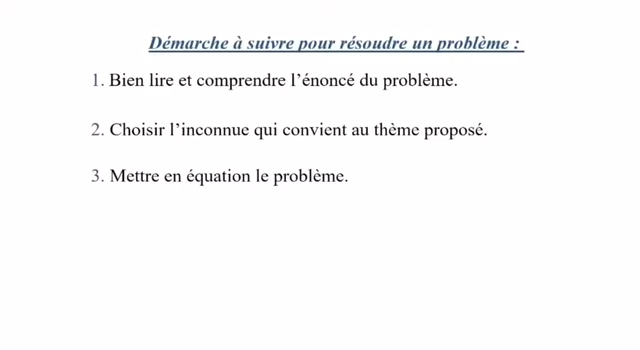 Démarche à suivre pour résoudre un problème :
1. Bien lire et comprendre l’énoncé du problème.
2. Choisir l’inconnue qui convient au thème proposé.
3. Mettre en équation le problème.